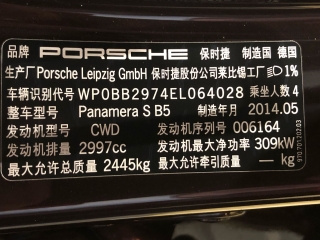 品牌 PORSCHE 保时捷 制造国 德国
生产厂 Porsche Leipzig GmbH 保时捷股份公司莱比锡工厂 1%
车辆识别代号 WP0BB2974EL064028 乘坐人数 4
整车型号 Panamera S B5 制造年月 2014.05
发动机型号 CWD 发动机序列号 006164
发动机排量 2997cc 发动机最大净功率 309kW
最大允许总质量 2445kg 最大允许牵引质量 — kg